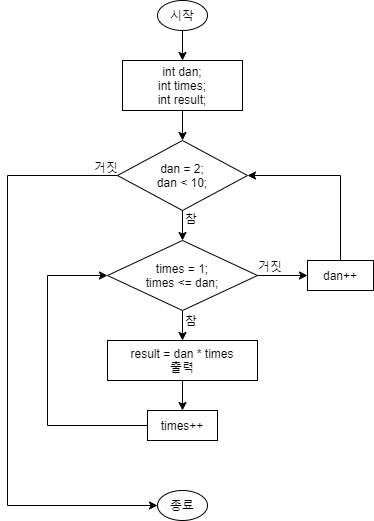 시작
int dan;
int times;
int result;
거짓
dan = 2;
dan < 10;
참
times = 1;
times <= dan;
거짓
dan++
참
result = dan * times
출력
times++
종료